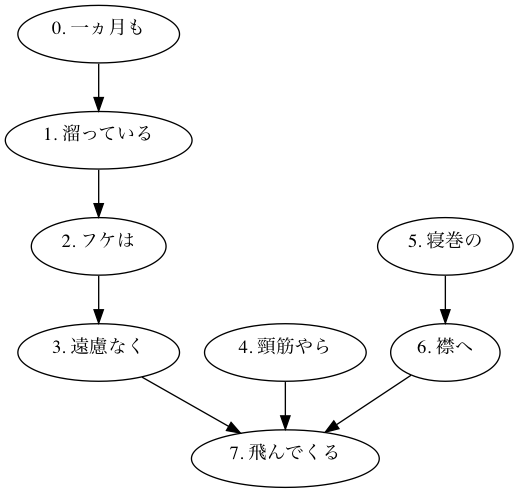 0. 一ヵ月も
1. 溜っている
2. フケは
5. 寝巻の
3. 遠慮なく
4. 頸筋やら
6. 襟へ
7. 飛んでくる